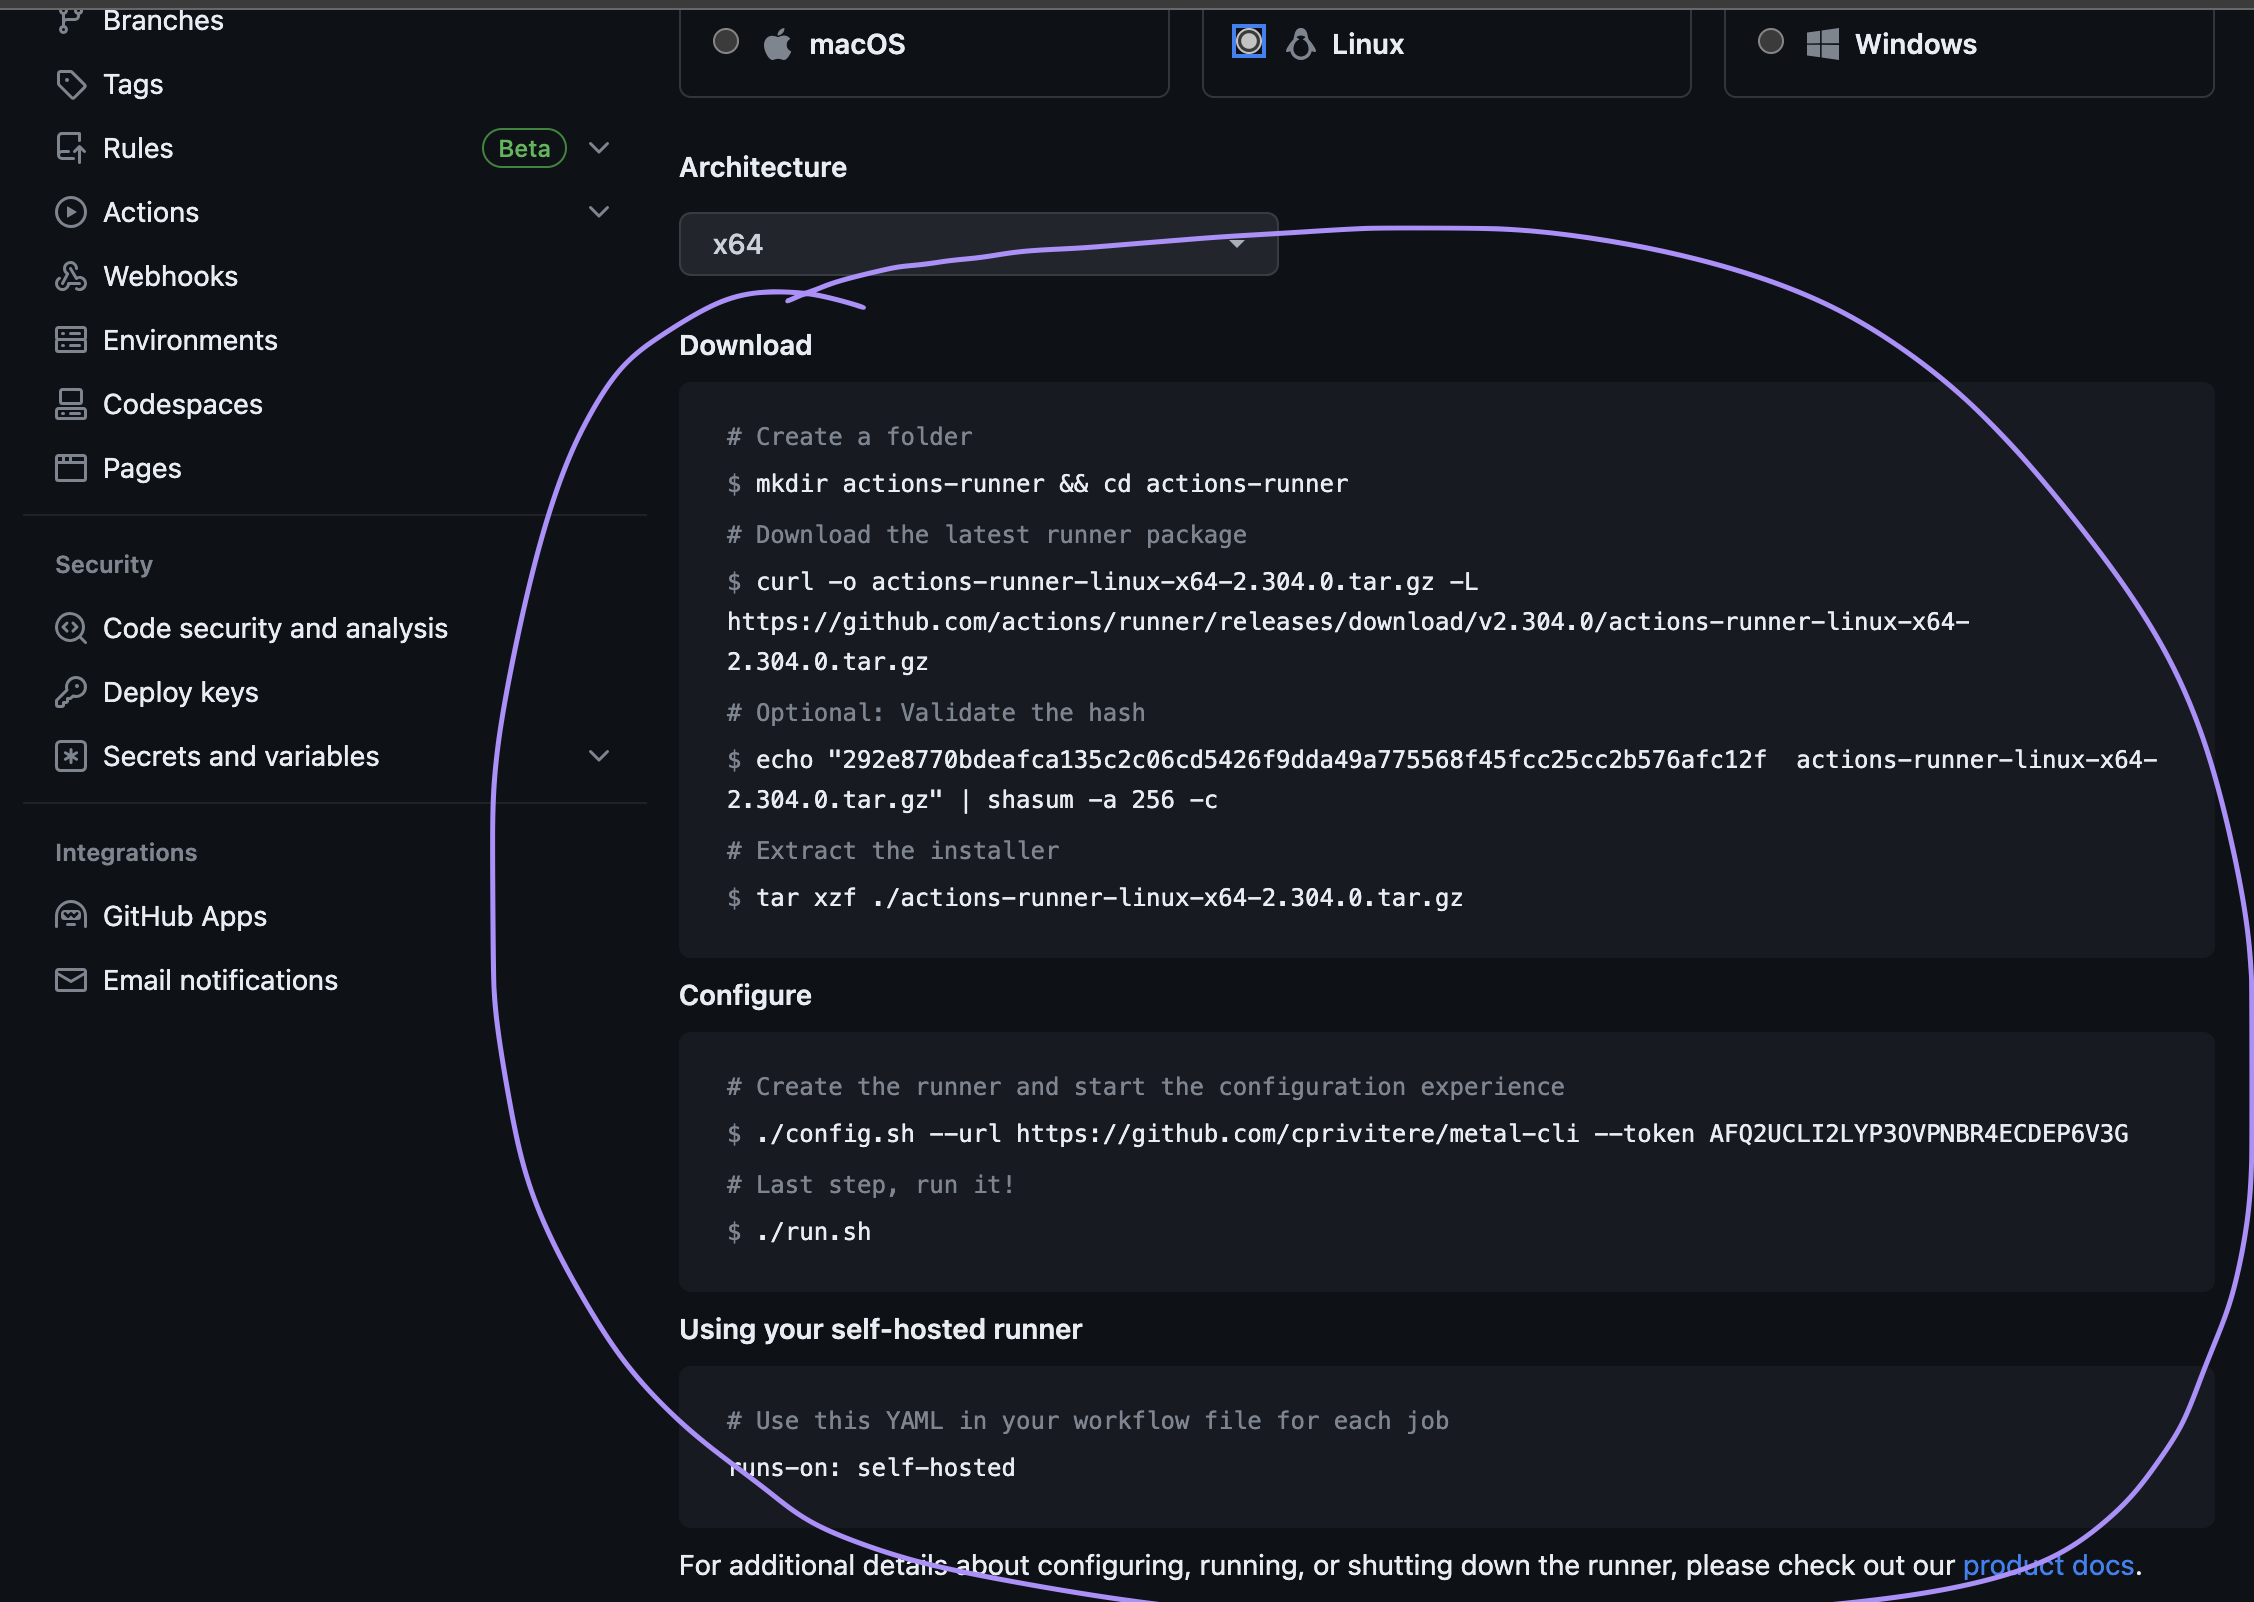 Branches
Tags
Rules Beta
Actions
Webhooks
Environments
Codespaces
Pages
Security
Code security and analysis
Deploy keys
Secrets and variables
Integrations
GitHub Apps
Email notifications
macOS
Linux
Windows
Architecture
x64
Download
# Create a folder
$ mkdir actions-runner && cd actions-runner
# Download the latest runner package
$ curl -o actions-runner-linux-x64-2.304.0.tar.gz -L
https://github.com/actions/runner/releases/download/v2.304.0/actions-runner-linux-x64-
2.304.0.tar.gz
# Optional: Validate the hash
$ echo "292e8770bdeafca135c2c06cd5426f9dda49a775568f45fcc25cc2b576afc12f  actions-runner-linux-x64-
2.304.0.tar.gz" | shasum -a 256 -c
# Extract the installer
$ tar xzf ./actions-runner-linux-x64-2.304.0.tar.gz
Configure
# Create the runner and start the configuration experience
$ ./config.sh --url https://github.com/cprivitere/metal-cli --token AFQ2UCLI2LYP3OVPNBR4ECDEP6V3G
# Last step, run it!
$ ./run.sh
Using your self-hosted runner
# Use this YAML in your workflow file for each job
runs-on: self-hosted
For additional details about configuring, running, or shutting down the runner, please check out our product docs.